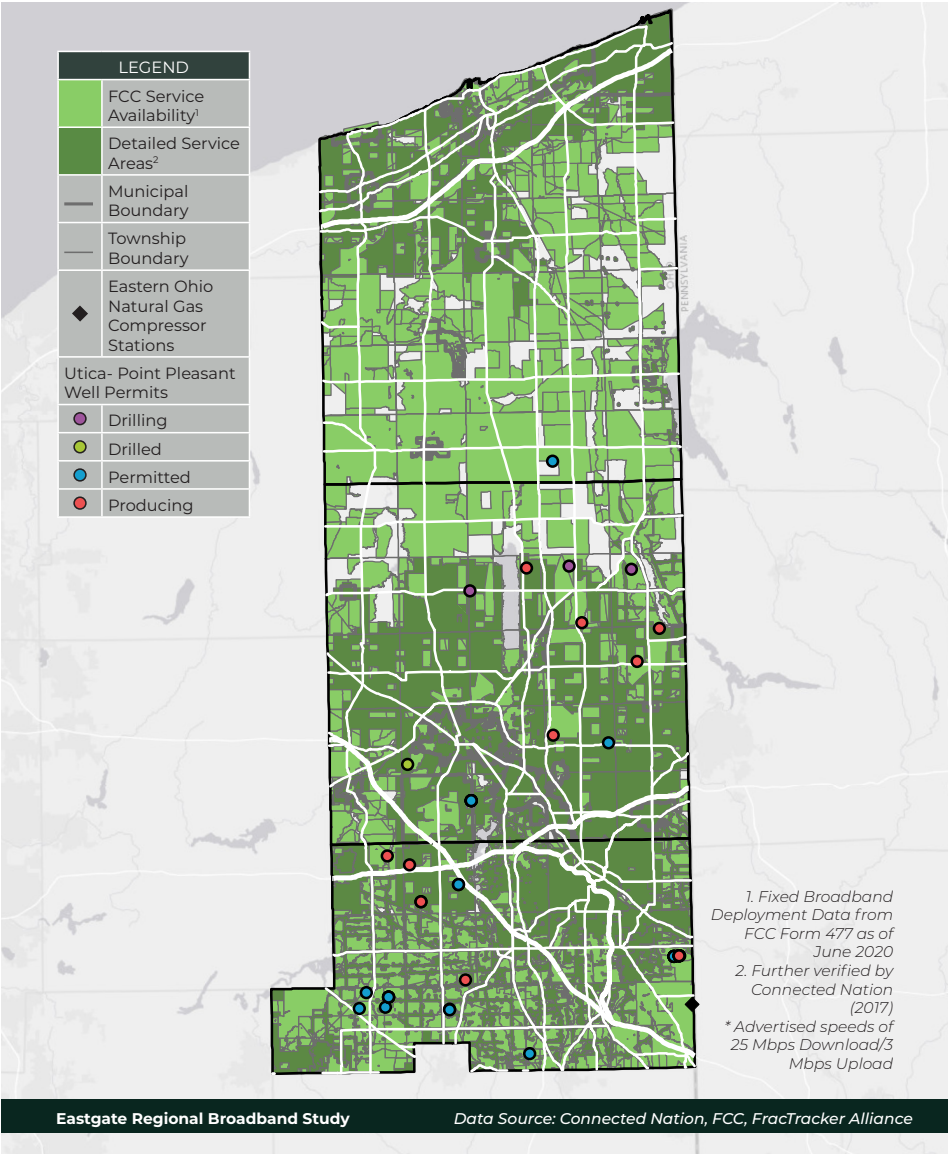 LEGEND
FCC Service
Availability¹
Detailed Service
Areas²
Municipal
Boundary
Township
Boundary
Eastern Ohio
Natural Gas
Compressor
Stations
Utica- Point Pleasant
Well Permits
Drilling
Drilled
Permitted
Producing
OHIO
PENNSYLVANIA
1. Fixed Broadband
Deployment Data from
FCC Form 477 as of
June 2020
2. Further verified by
Connected Nation
(2017)
* Advertised speeds of
25 Mbps Download/3
Mbps Upload
Eastgate Regional Broadband Study
Data Source: Connected Nation, FCC, FracTracker Alliance